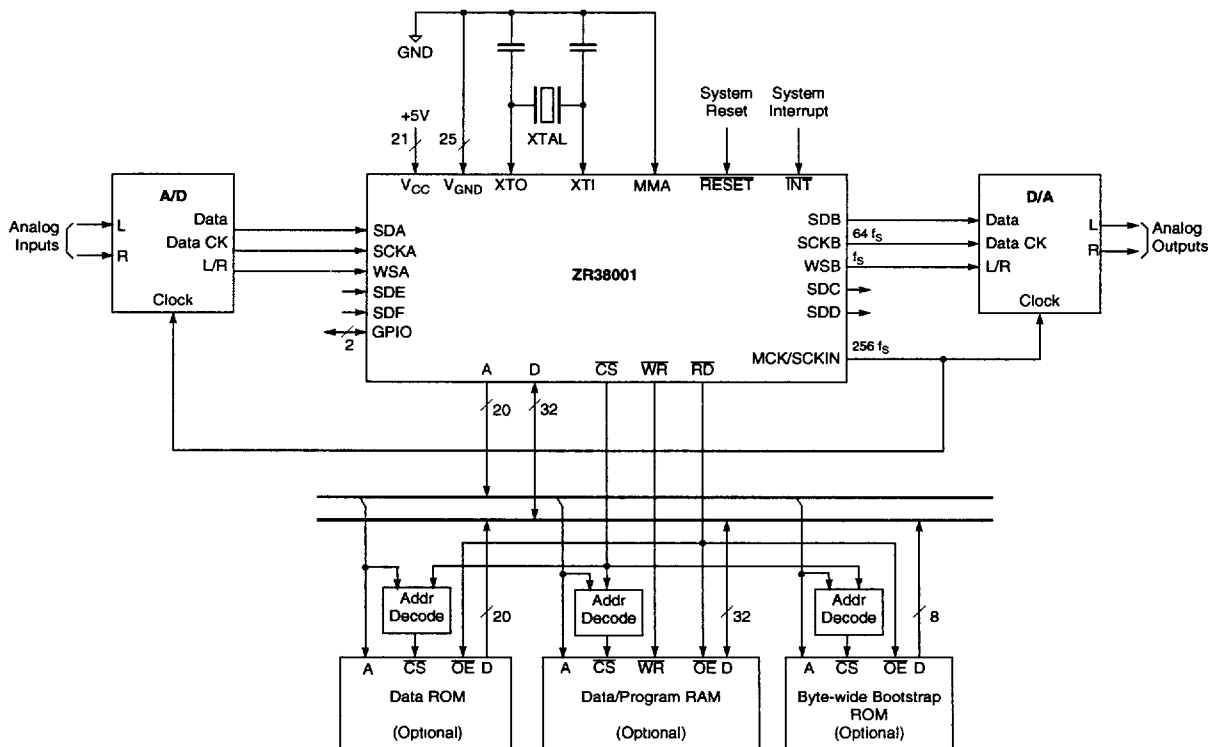 GND
+5V
21
25
XTAL
System
Reset
System
Interrupt
VCC
VGND
XTO
XTI
MMA
RESET
INT
A/D
Analog
Inputs
L
R
Data
Data CK
L/R
Clock
SDA
SCKA
WSA
SDE
SDF
GPIO
2
ZR38001
SDB
SCKB
64 fS
WSB
fS
SDC
SDD
MCK/SCKIN
256 fS
D/A
Data
Data CK
L/R
Clock
L
R
Analog
Outputs
A
D
CS
WR
RD
20
32
Addr
Decode
20
Addr
Decode
32
Addr
Decode
8
A
CS
OE
D
Data ROM
(Optional)
A
CS
WR
OE
D
Data/Program RAM
(Optional)
A
CS
OE
D
Byte-wide Bootstrap
ROM
(Optional)